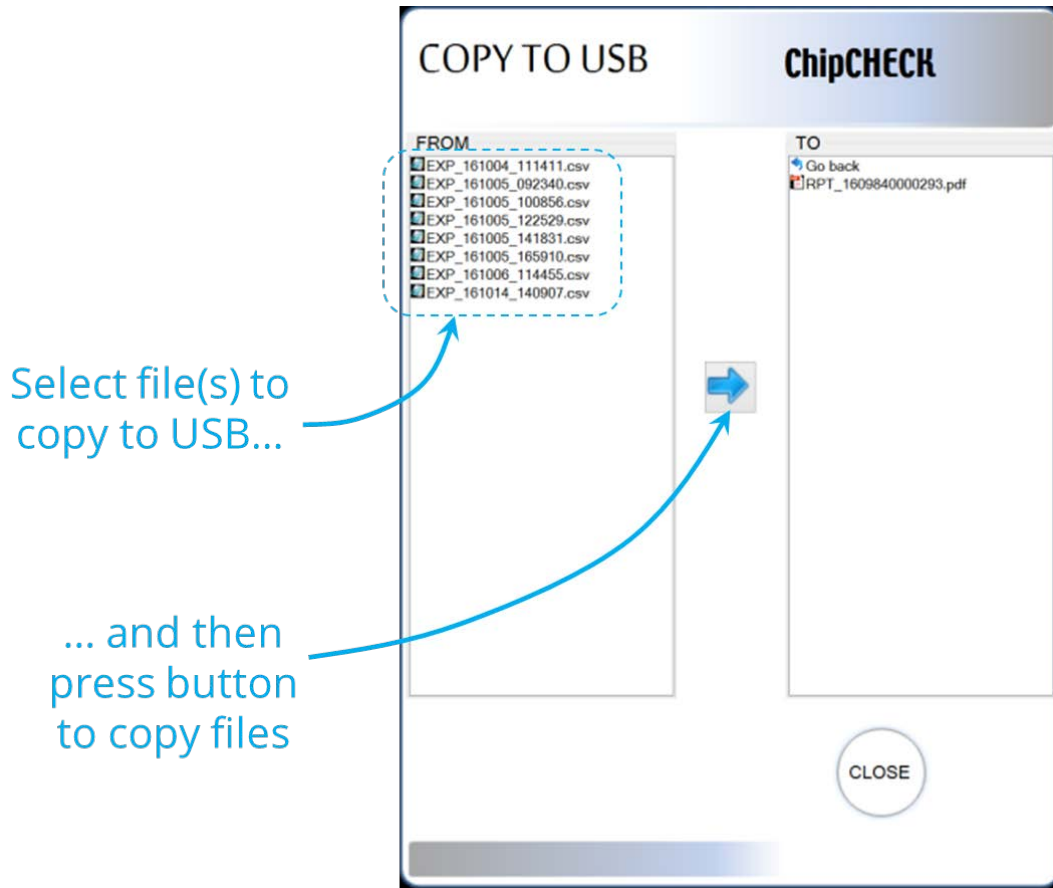 COPY TO USB
ChipCHECK
FROM
EXP_161004_111411.csv
EXP_161005_092340.csv
EXP_161005_100856.csv
EXP_161005_122529.csv
EXP_161005_141831.csv
EXP_161005_165910.csv
EXP_161006_114455.csv
EXP_161014_140907.csv
TO
Go back
RPT_1609840000293.pdf
Select file(s) to
copy to USB...
... and then
press button
to copy files
CLOSE